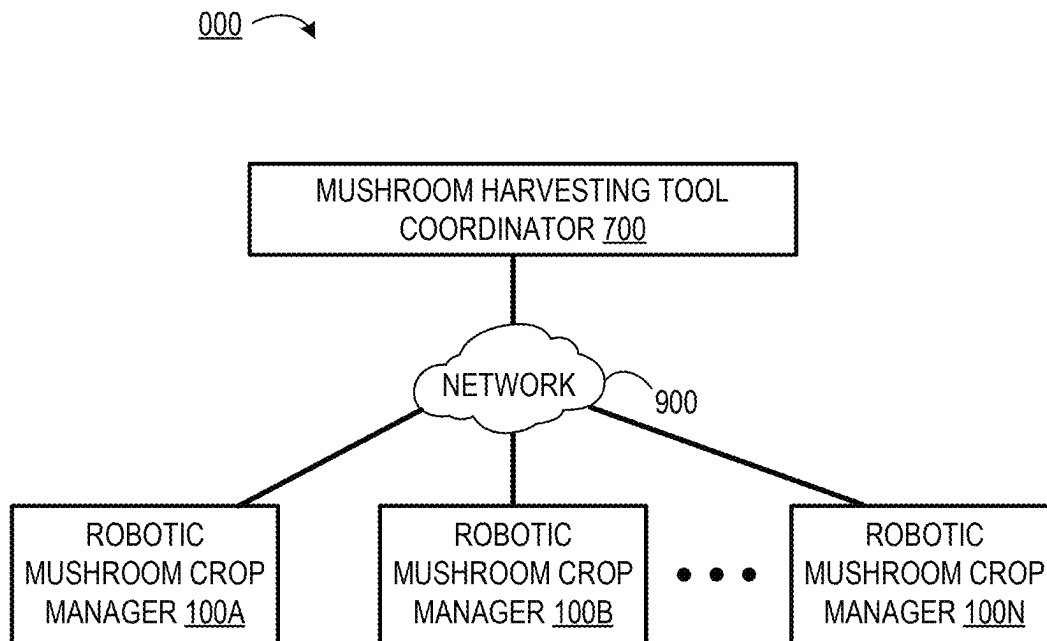 000
MUSHROOM HARVESTING TOOL
COORDINATOR 700
NETWORK
900
ROBOTIC
MUSHROOM CROP
MANAGER 100A
ROBOTIC
MUSHROOM CROP
MANAGER 100B
ROBOTIC
MUSHROOM CROP
MANAGER 100N